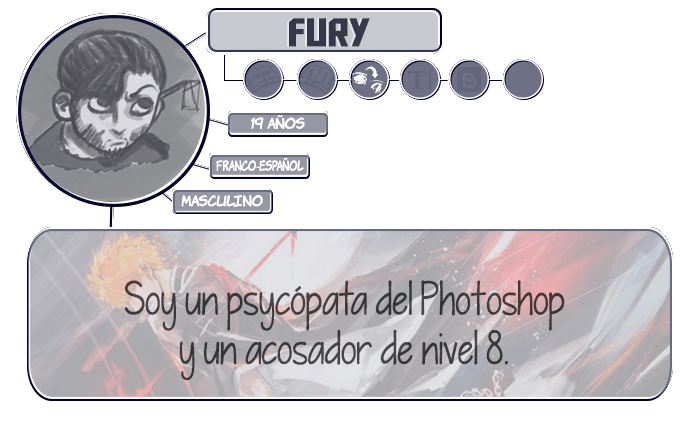 FURY
19 AÑOS
FRANCO-ESPAÑOL
MASCULINO
Soy un psycópata del Photoshop
y un acosador de nivel 8.